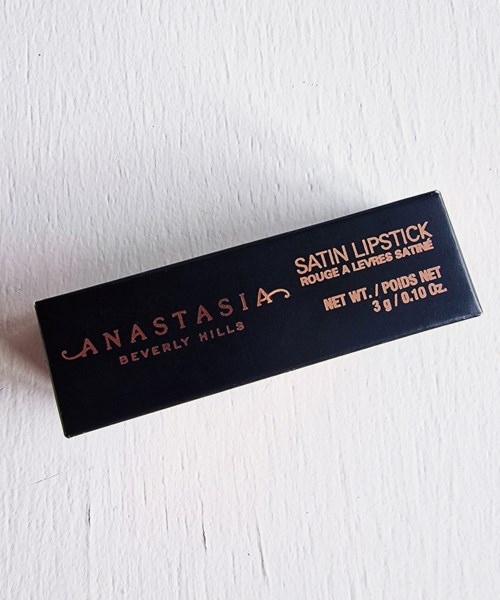 ANASTASIA
BEVERLY HILLS
SATIN LIPSTICK
ROUGE A LEVRES SATINÉ
NET WT. / POIDS NET
3 g / 0.10 Oz.